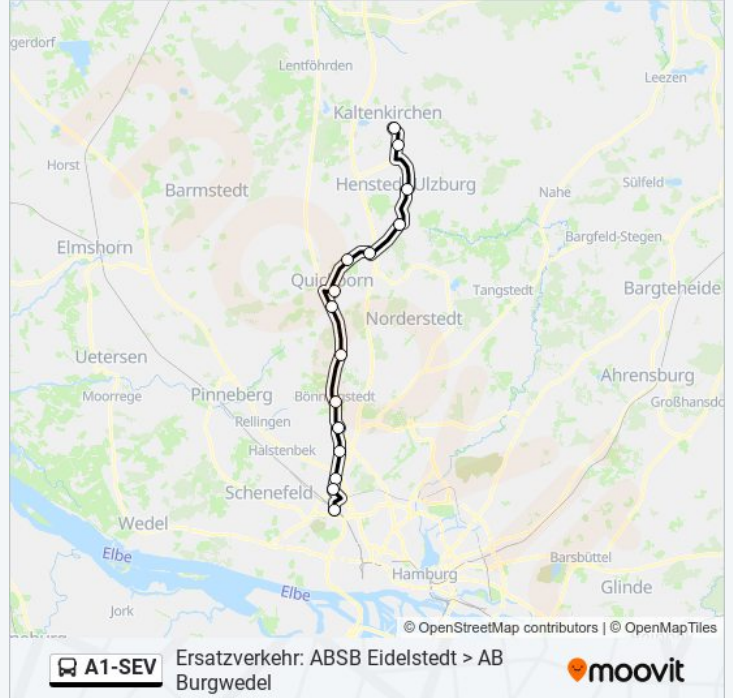 gerdorf
Lentföhrden
Leezen
Kaltenkirchen
Horst
Barmstedt
Henstedt-Ulzburg
Nahe
Sülfeld
Elmshorn
Bargfeld-Stegen
Quickborn
Tangstedt
Bargteheide
Norderstedt
Uetersen
Ahrensburg
Moorrege
Pinneberg
Bönningstedt
Großhansdo
Rellingen
Halstenbek
Schenefeld
Wedel
Elbe
Barsbüttel
Hamburg
Glinde
Elbe
Jork
© OpenStreetMap contributors | © OpenMapTiles
A1-SEV
Ersatzverkehr: ABSB Eidelstedt > AB
Burgwedel
moovit